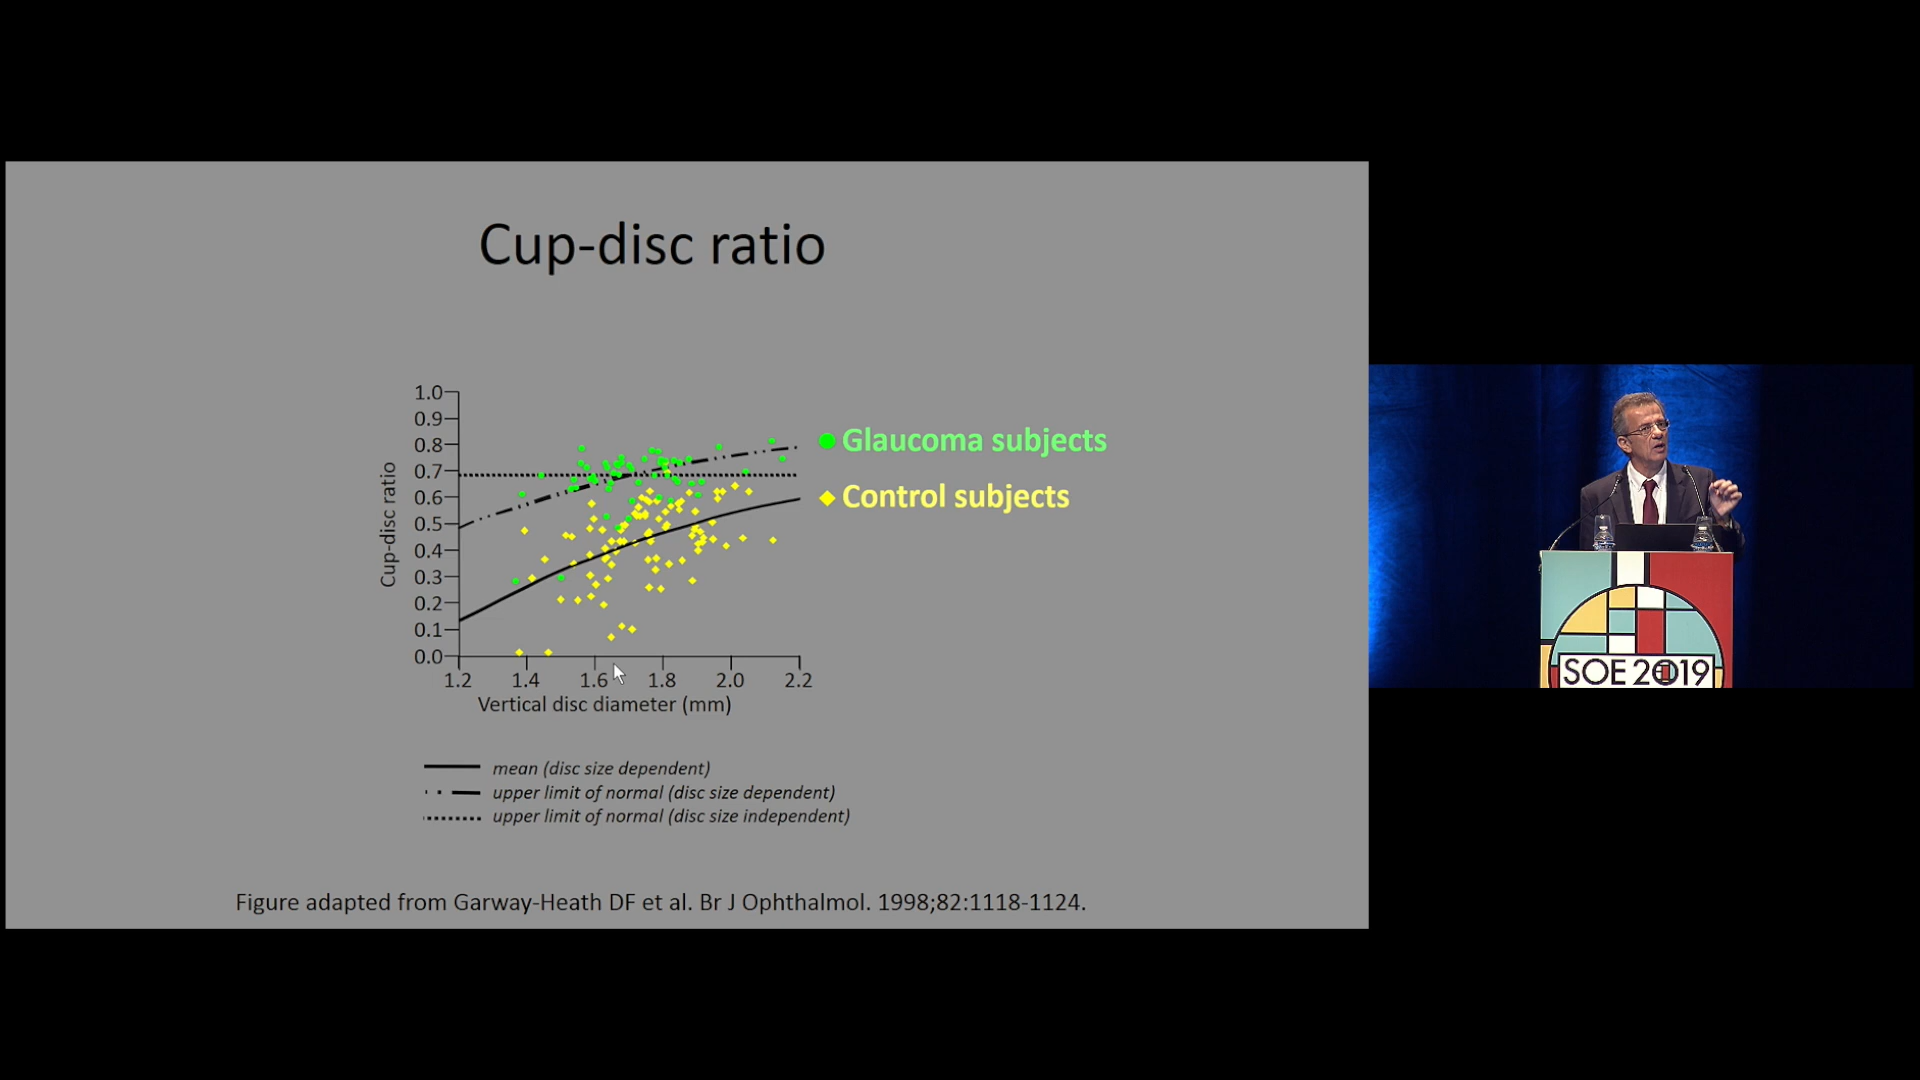 Cup-disc ratio
1.0
0.9
0.8
0.7
0.6
0.5
0.4
0.3
0.2
0.1
0.0
Cup-disc ratio
1.2 1.4 1.6 1.8 2.0 2.2
Vertical disc diameter (mm)
Glaucoma subjects
Control subjects
mean (disc size dependent)
upper limit of normal (disc size dependent)
upper limit of normal (disc size independent)
Figure adapted from Garway-Heath DF et al. Br J Ophthalmol. 1998;82:1118-1124.
SOE 2019